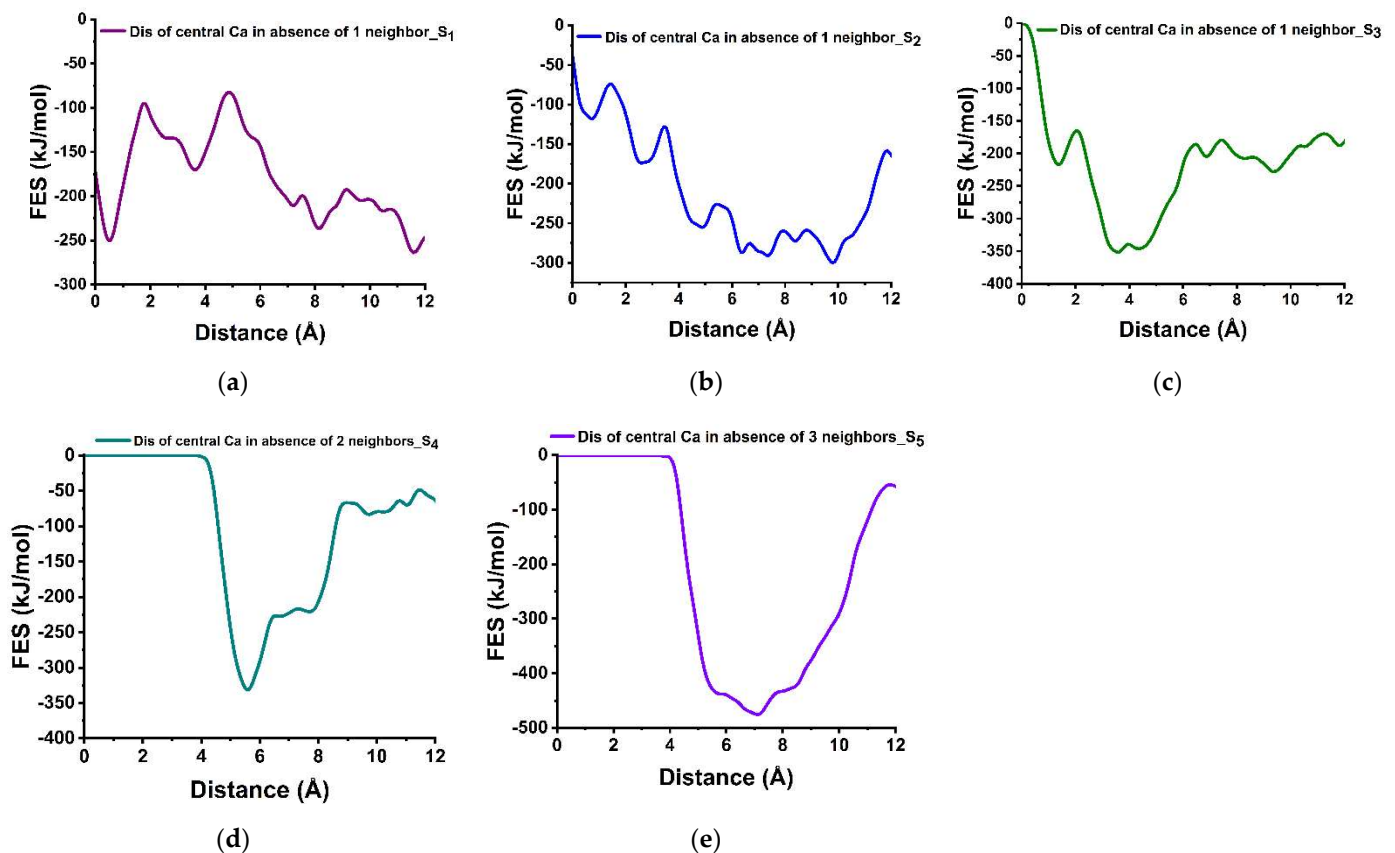 Dis of central Ca in absence of 1 neighbor_S1
FES (kJ/mol)
0
-50
-100
-150
-200
-250
-300
0 2 4 6 8 10 12
Distance (Å)
(a)
Dis of central Ca in absence of 1 neighbor_S2
FES (kJ/mol)
0
-50
-100
-150
-200
-250
-300
0 2 4 6 8 10 12
Distance (Å)
(b)
Dis of central Ca in absence of 1 neighbor_S3
FES (kJ/mol)
0
-50
-100
-150
-200
-250
-300
-350
-400
0 2 4 6 8 10 12
Distance (Å)
(c)
Dis of central Ca in absence of 2 neighbors_S4
FES (kJ/mol)
0
-50
-100
-150
-200
-250
-300
-350
-400
0 2 4 6 8 10 12
Distance (Å)
(d)
Dis of central Ca in absence of 3 neighbors_S5
FES (kJ/mol)
0
-100
-200
-300
-400
-500
0 2 4 6 8 10 12
Distance (Å)
(e)